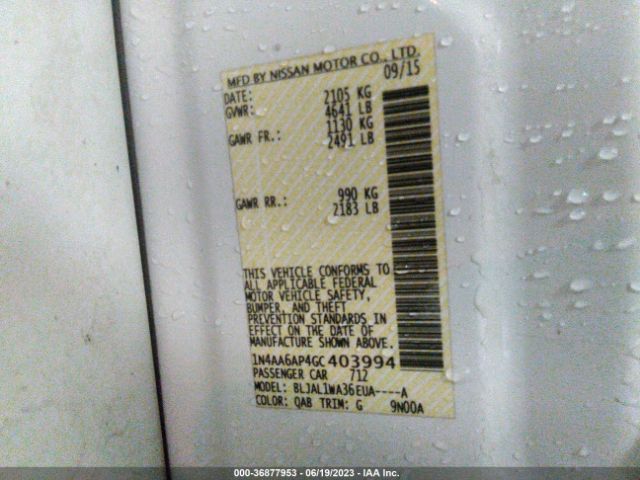 MFD BY NISSAN MOTOR CO., LTD.
DATE: 09/15
GVWR: 2105 KG
4641 LB
GAWR FR.: 1130 KG
2491 LB
GAWR RR.: 990 KG
2183 LB
THIS VEHICLE CONFORMS TO
ALL APPLICABLE FEDERAL
MOTOR VEHICLE SAFETY,
BUMPER, AND THEFT
PREVENTION STANDARDS IN
EFFECT ON THE DATE OF
MANUFACTURE SHOWN ABOVE.
1N4AA6AP4GC403994
PASSENGER CAR 712
MODEL: BLJAL1WA36EUA----A
COLOR: QAB TRIM: G 9N00A
000-36877953 - 06/19/2023 - IAA Inc.